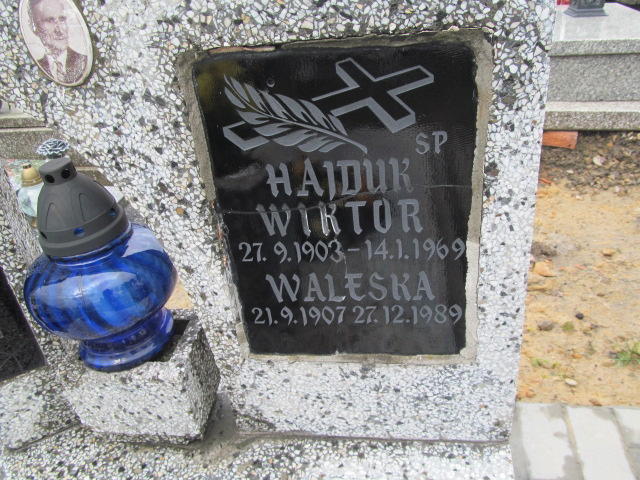 SP
HAJDUK
WIKTOR
27.9.1903-14.1.1969
WALESKA
21.9.1907 27.12.1989